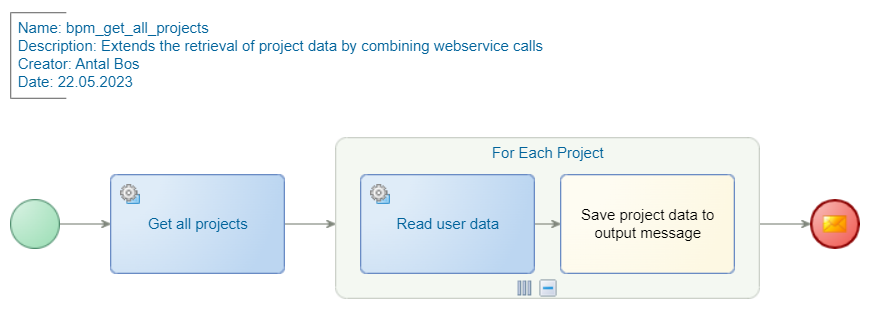 Name: bpm_get_all_projects
Description: Extends the retrieval of project data by combining webservice calls
Creator: Antal Bos
Date: 22.05.2023
For Each Project
Get all projects
Read user data
Save project data to
output message